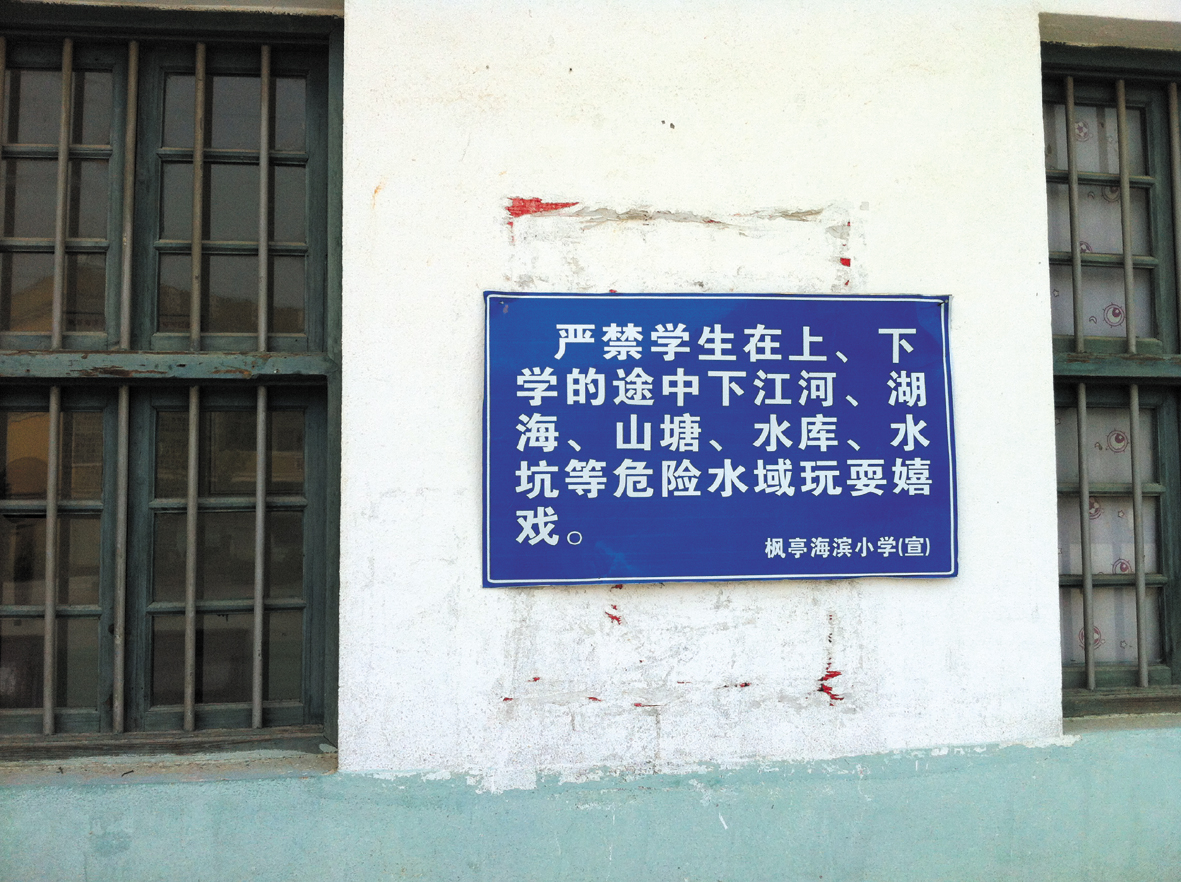 严禁学生在上、下
学的途中下江河、湖
海、山塘、水库、水
坑等危险水域玩耍嬉
戏。
枫亭海滨小学(宣)